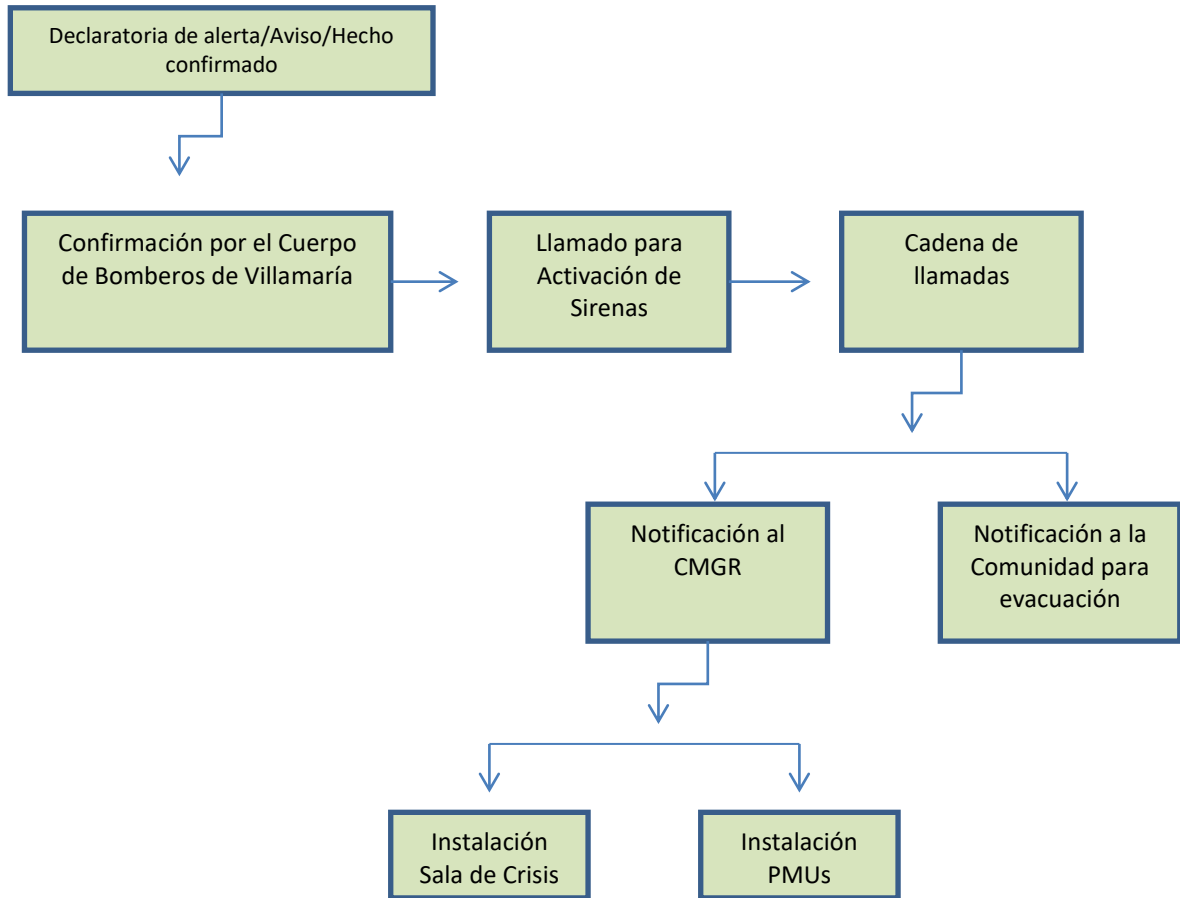 Declaratoria de alerta/Aviso/Hecho
confirmado
Confirmación por el Cuerpo
de Bomberos de Villamaría
Llamado para
Activación de
Sirenas
Cadena de
llamadas
Notificación al
CMGR
Notificación a la
Comunidad para
evacuación
Instalación
Sala de Crisis
Instalación
PMUs